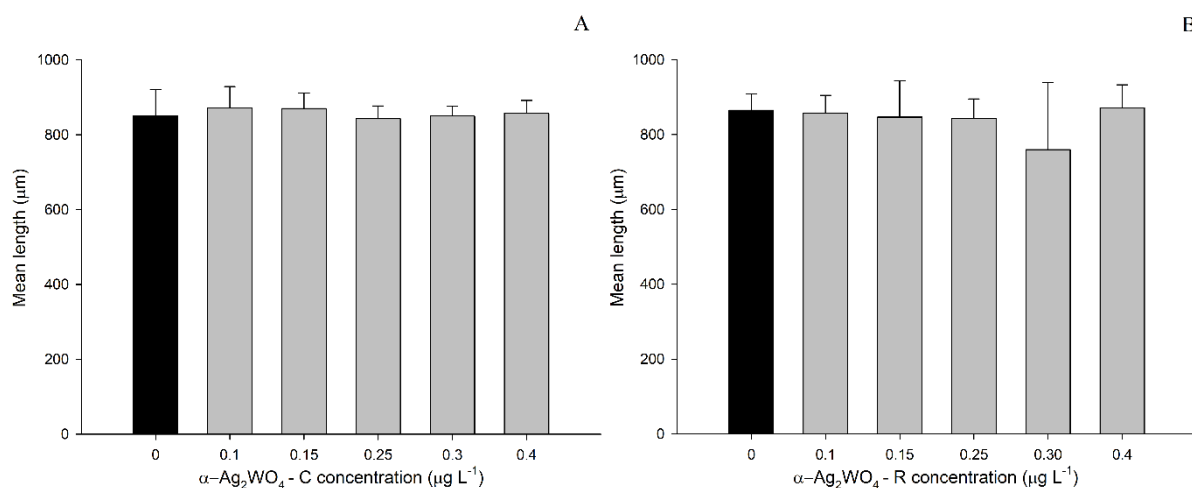 A
1000
800
600
400
200
0
Mean length (μm)
0 0.1 0.15 0.25 0.3 0.4
α–Ag₂WO₄ - C concentration (μg L⁻¹)
B
1000
800
600
400
200
0
Mean length (μm)
0 0.1 0.15 0.25 0.30 0.4
α–Ag₂WO₄ - R concentration (μg L⁻¹)